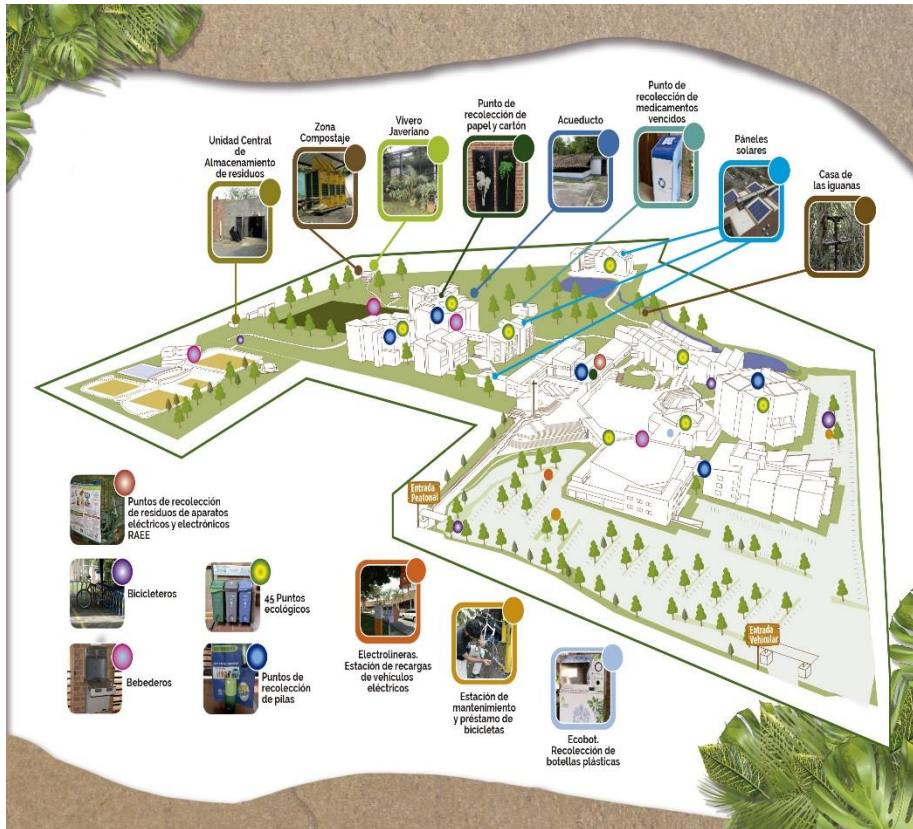 Unidad Central
de
Almacenamiento
de residuos
Zona
Compostaje
Vivero
Javeriano
Punto de
recolección de
papel y cartón
Acueducto
Punto de
recolección de
medicamentos
vencidos
Páneles
solares
Casa de
las iguanas
Entrada
Peatonal
Entrada
Vehicular
Puntos de recolección
de residuos de aparatos
eléctricos y electrónicos
RAEE
Bicicleteros
45 Puntos
ecológicos
Bebederos
Puntos de
recolección
de pilas
Electrolineras.
Estación de recargas
de vehículos
eléctricos
Estación de
mantenimiento
y préstamo de
bicicletas
Ecobot.
Recolección de
botellas plásticas